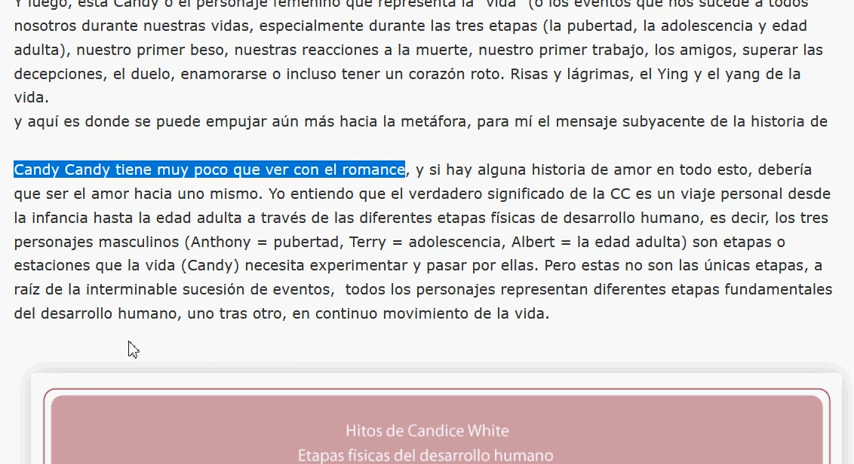 Y luego, está Candy o el personaje femenino que representa la "vida" (o los eventos que nos sucede a todos
nosotros durante nuestras vidas, especialmente durante las tres etapas (la pubertad, la adolescencia y edad
adulta), nuestro primer beso, nuestras reacciones a la muerte, nuestro primer trabajo, los amigos, superar las
decepciones, el duelo, enamorarse o incluso tener un corazón roto. Risas y lágrimas, el Ying y el yang de la
vida.
y aquí es donde se puede empujar aún más hacia la metáfora, para mí el mensaje subyacente de la historia de
Candy Candy tiene muy poco que ver con el romance, y si hay alguna historia de amor en todo esto, debería
que ser el amor hacia uno mismo. Yo entiendo que el verdadero significado de la CC es un viaje personal desde
la infancia hasta la edad adulta a través de las diferentes etapas físicas de desarrollo humano, es decir, los tres
personajes masculinos (Anthony = pubertad, Terry = adolescencia, Albert = la edad adulta) son etapas o
estaciones que la vida (Candy) necesita experimentar y pasar por ellas. Pero estas no son las únicas etapas, a
raíz de la interminable sucesión de eventos, todos los personajes representan diferentes etapas fundamentales
del desarrollo humano, uno tras otro, en continuo movimiento de la vida.
Hitos de Candice White
Etapas físicas del desarrollo humano